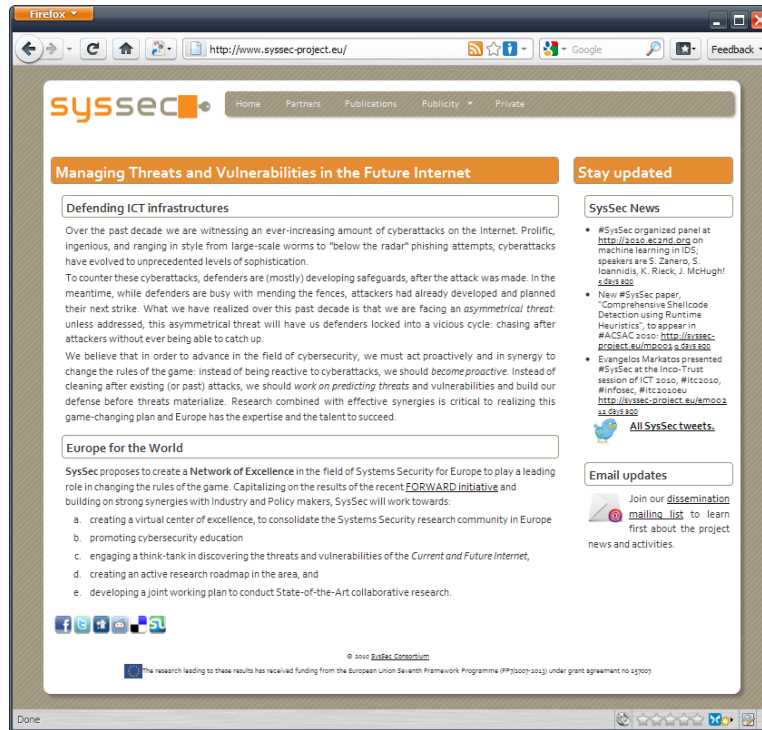 Firefox
http://www.syssec-project.eu/
Google
Feedback
syssec
Home Partners Publications Publicity Private
Managing Threats and Vulnerabilities in the Future Internet
Defending ICT infrastructures
Over the past decade we are witnessing an ever-increasing amount of cyberattacks on the Internet. Prolific,
ingenious, and ranging in style from large-scale worms to "below the radar" phishing attempts, cyberattacks
have evolved to unprecedented levels of sophistication.
To counter these cyberattacks, defenders are (mostly) developing safeguards, after the attack was made. In the
meantime, while defenders are busy with mending the fences, attackers had already developed and planned
their next strike. What we have realized over this past decade is that we are facing an asymmetrical threat:
unless addressed, this asymmetrical threat will have us defenders locked into a vicious cycle: chasing after
attackers without ever being able to catch up.
We believe that in order to advance in the field of cybersecurity, we must act proactively and in synergy to
change the rules of the game: instead of being reactive to cyberattacks, we should become proactive. Instead of
cleaning after existing (or past) attacks, we should work on predicting threats and vulnerabilities and build our
defense before threats materialize. Research combined with effective synergies is critical to realizing this
game-changing plan and Europe has the expertise and the talent to succeed.
Europe for the World
SysSec proposes to create a Network of Excellence in the field of Systems Security for Europe to play a leading
role in changing the rules of the game. Capitalizing on the results of the recent FORWARD initiative and
building on strong synergies with Industry and Policy makers, SysSec will work towards:
a. creating a virtual center of excellence, to consolidate the Systems Security research community in Europe
b. promoting cybersecurity education
c. engaging a think-tank in discovering the threats and vulnerabilities of the Current and Future Internet,
d. creating an active research roadmap in the area, and
e. developing a joint working plan to conduct State-of-the-Art collaborative research.
Stay updated
SysSec News
• #SysSec organized panel at
http://2010.ec2nd.org on
machine learning in IDS;
speakers are S. Zanero, S.
Ioannidis, K. Rieck, J. McHugh!
days ago
• New #SysSec paper,
"Comprehensive Shellcode
Detection using Runtime
Heuristics", to appear in
#ACSAC 2010: http://syssec-
project.eu/mp001 9 days ago
• Evangelos Markatos presented
#SysSec at the Inco-Trust
session of ICT 2010, #itc2010,
#infosec, #itc2010eu
http://syssec-project.eu/em002
days ago
All SysSec tweets.
Email updates
Join our dissemination
mailing list to learn
first about the project
news and activities.
© 2010 SysSec Consortium
The research leading to these results has received funding from the European Union Seventh Framework Programme (FP7/2007-2013) under grant agreement no 257007.
Done